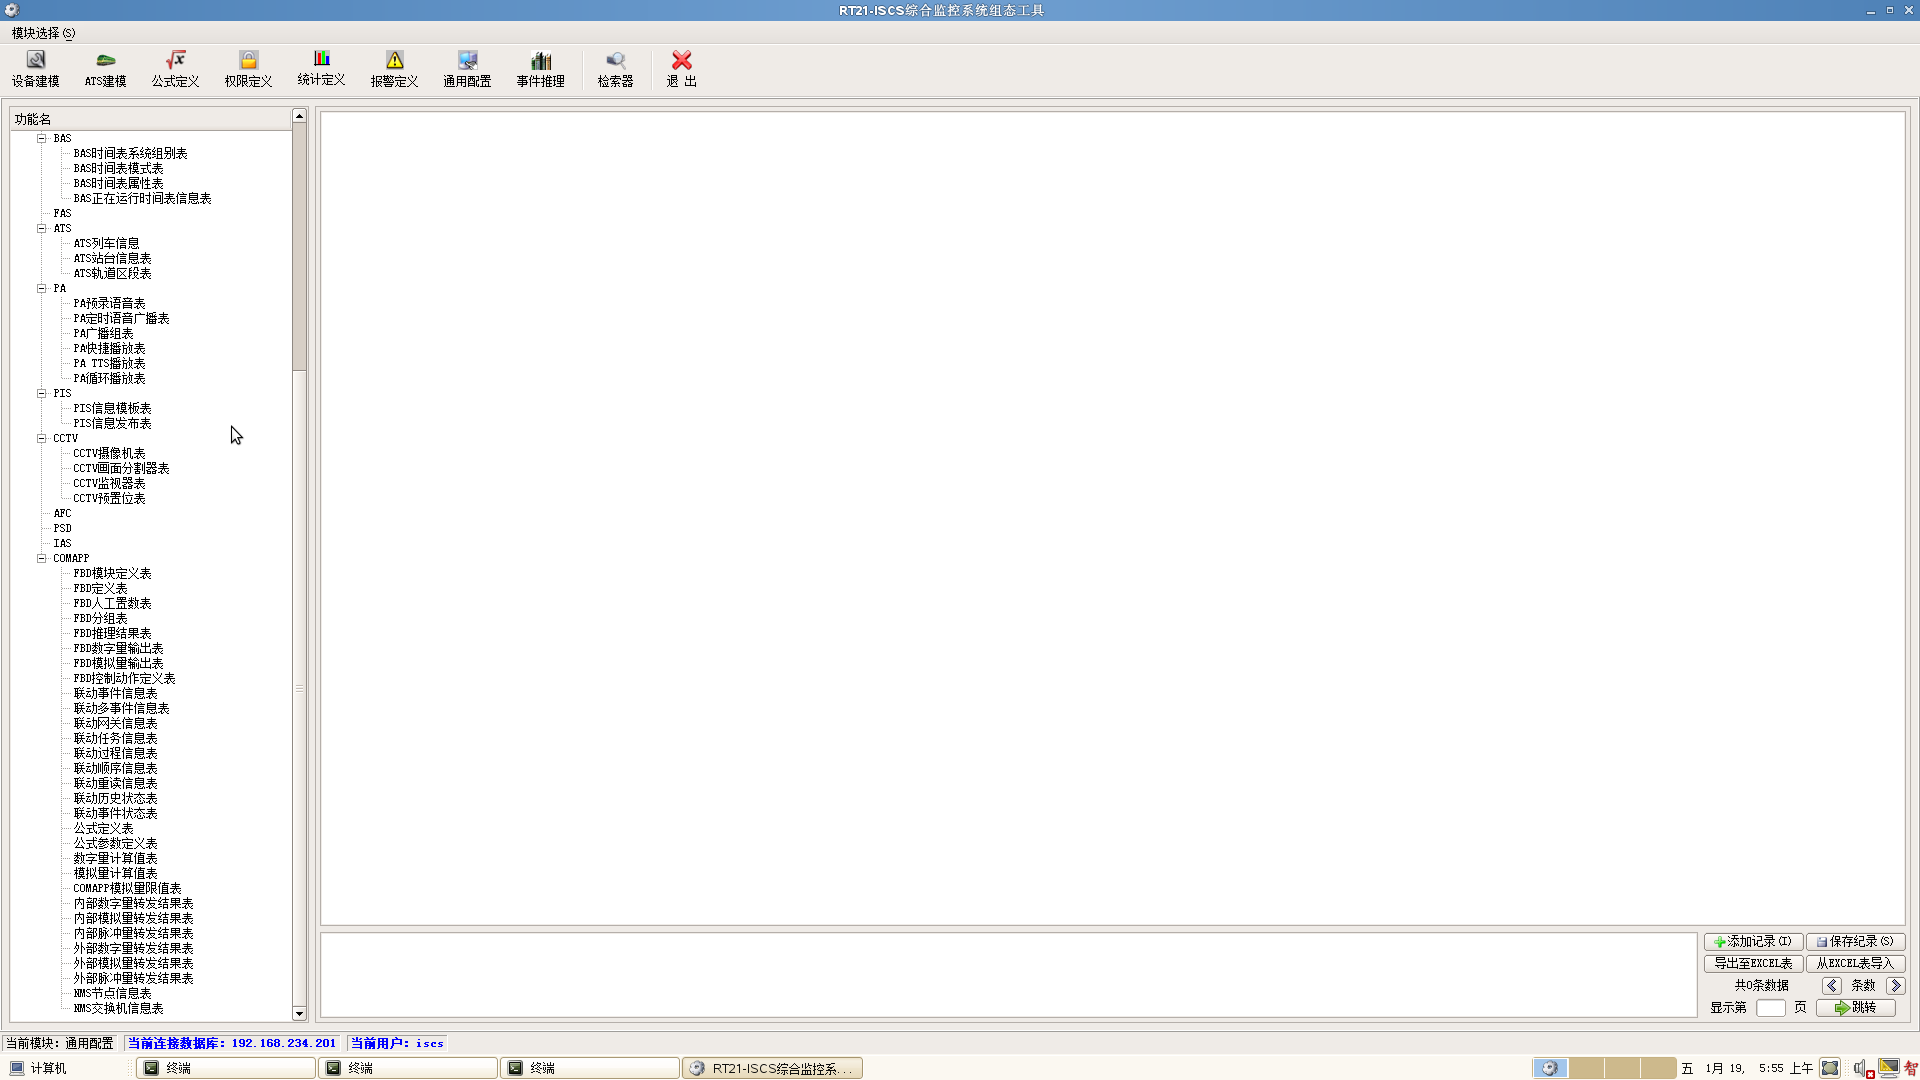 RT21-ISCS综合监控系统组态工具
模块选择(S)
设备建模 ATS建模 公式定义 权限定义 统计定义 报警定义 通用配置 事件推理 检索器 退 出
功能名
BAS
BAS时间表系统组别表
BAS时间表模式表
BAS时间表属性表
BAS正在运行时间表信息表
FAS
ATS
ATS列车信息
ATS站台信息表
ATS轨道区段表
PA
PA预录语音表
PA定时语音广播表
PA广播组表
PA快捷播放表
PA TTS播放表
PA循环播放表
PIS
PIS信息模板表
PIS信息发布表
CCTV
CCTV摄像机表
CCTV画面分割器表
CCTV监视器表
CCTV预置位表
AFC
PSD
IAS
COMAPP
FBD模块定义表
FBD定义表
FBD人工置数表
FBD分组表
FBD推理结果表
FBD数字量输出表
FBD模拟量输出表
FBD控制动作定义表
联动事件信息表
联动多事件信息表
联动网关信息表
联动任务信息表
联动过程信息表
联动顺序信息表
联动重读信息表
联动历史状态表
联动事件状态表
公式定义表
公式参数定义表
数字量计算值表
模拟量计算值表
COMAPP模拟量限值表
内部数字量转发结果表
内部模拟量转发结果表
内部脉冲量转发结果表
外部数字量转发结果表
外部模拟量转发结果表
外部脉冲量转发结果表
NMS节点信息表
NMS交换机信息表
添加记录(I) 保存纪录(S)
导出至EXCEL表 从EXCEL表导入
共0条数据 条数
显示第 页 跳转
当前模块：通用配置 当前连接数据库：192.168.234.201 当前用户：iscs
计算机 终端 终端 终端 RT21-ISCS综合监控系... 五 1月 19, 5:55 上午 智